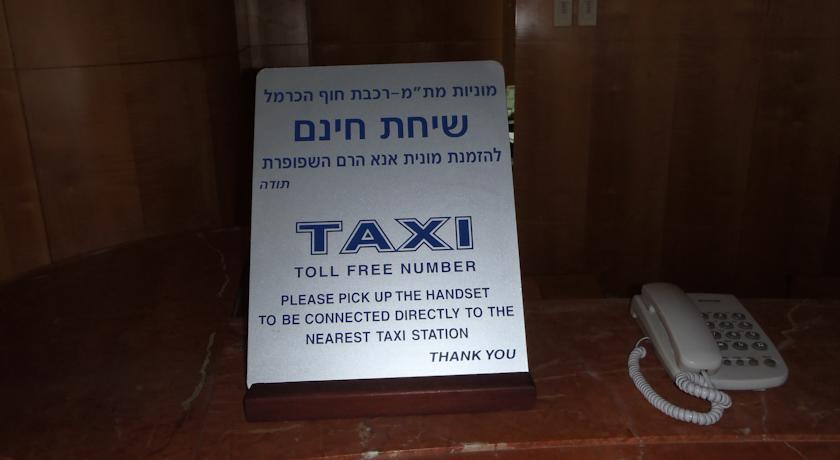 מוניות מת"מ-רכבת חוף הכרמל
שיחת חינם
להזמנת מונית אנא הרם השפופרת
תודה
TAXI
TOLL FREE NUMBER
PLEASE PICK UP THE HANDSET
TO BE CONNECTED DIRECTLY TO THE
NEAREST TAXI STATION
THANK YOU